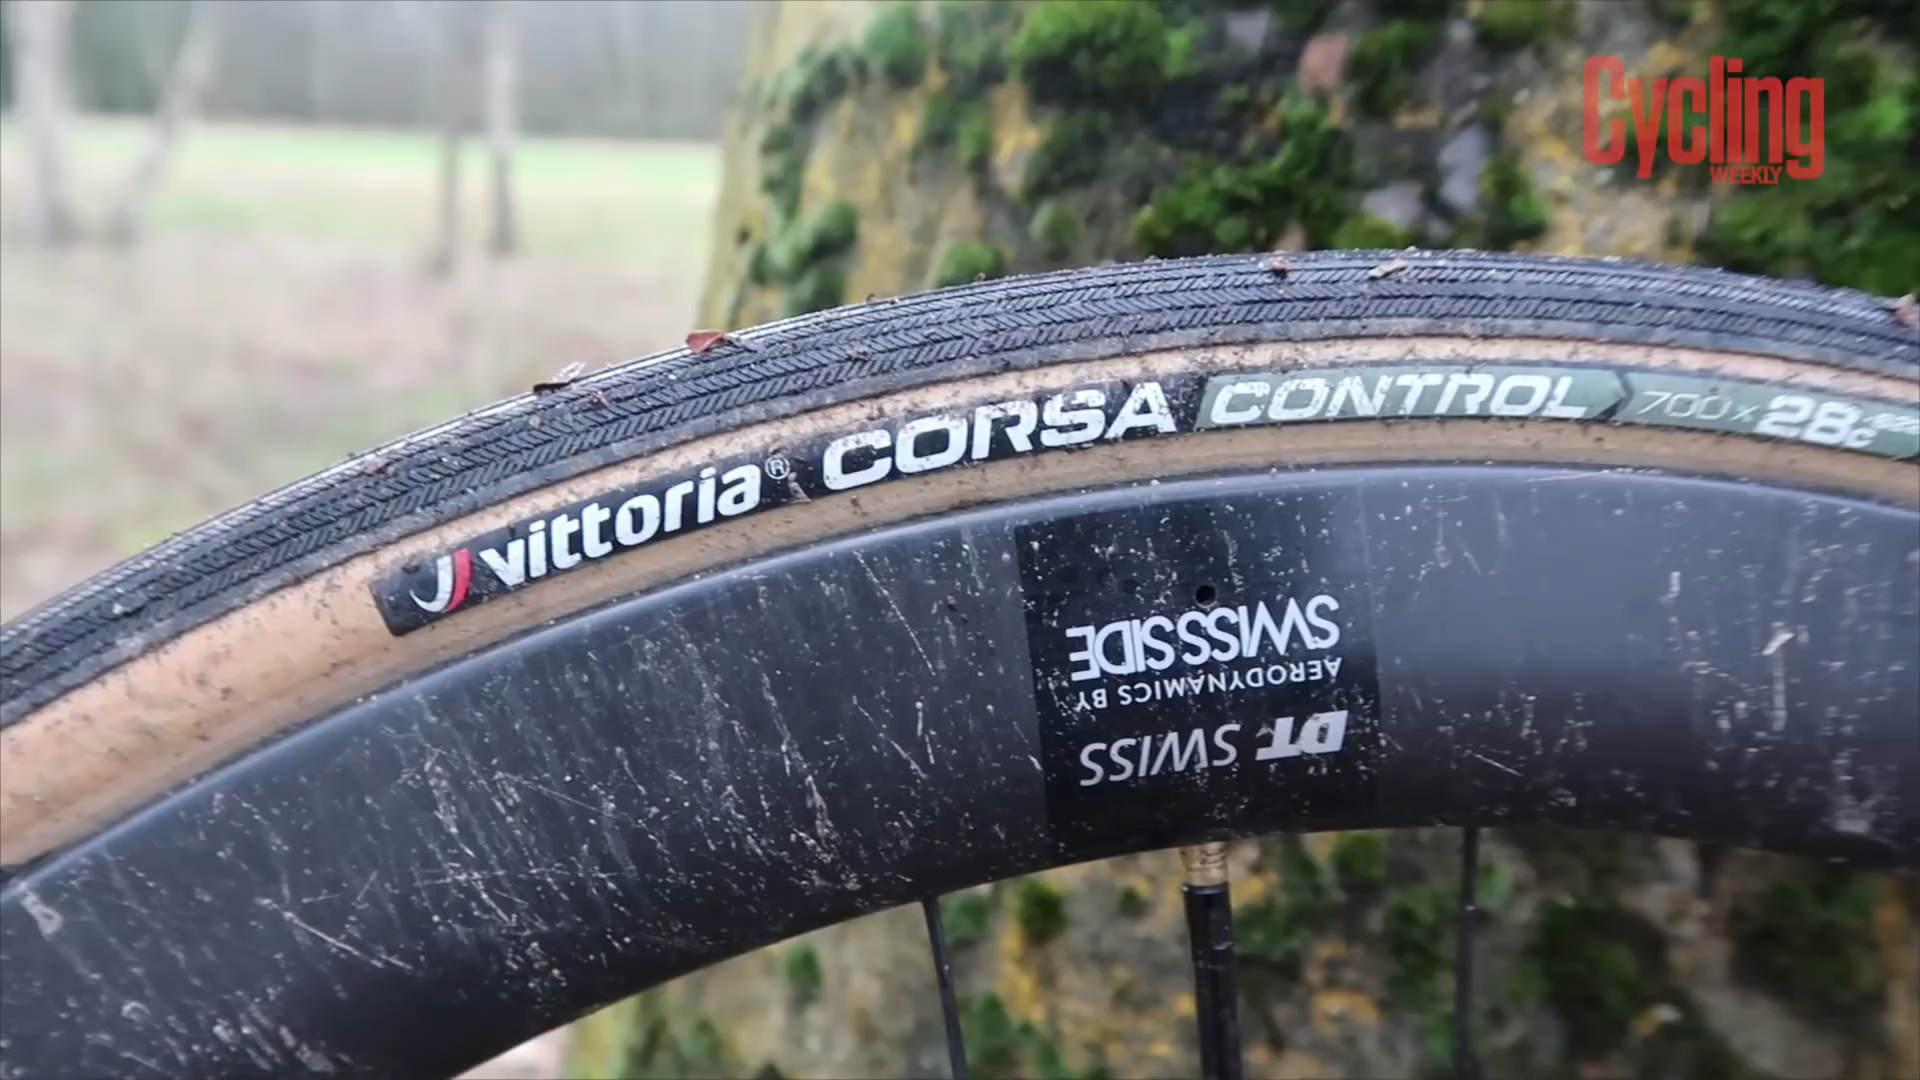 Cycling
WEEKLY
vittoria® CORSA CONTROL 700x28c
SWISSSIDE
AERODYNAMICS BY
DT SWISS